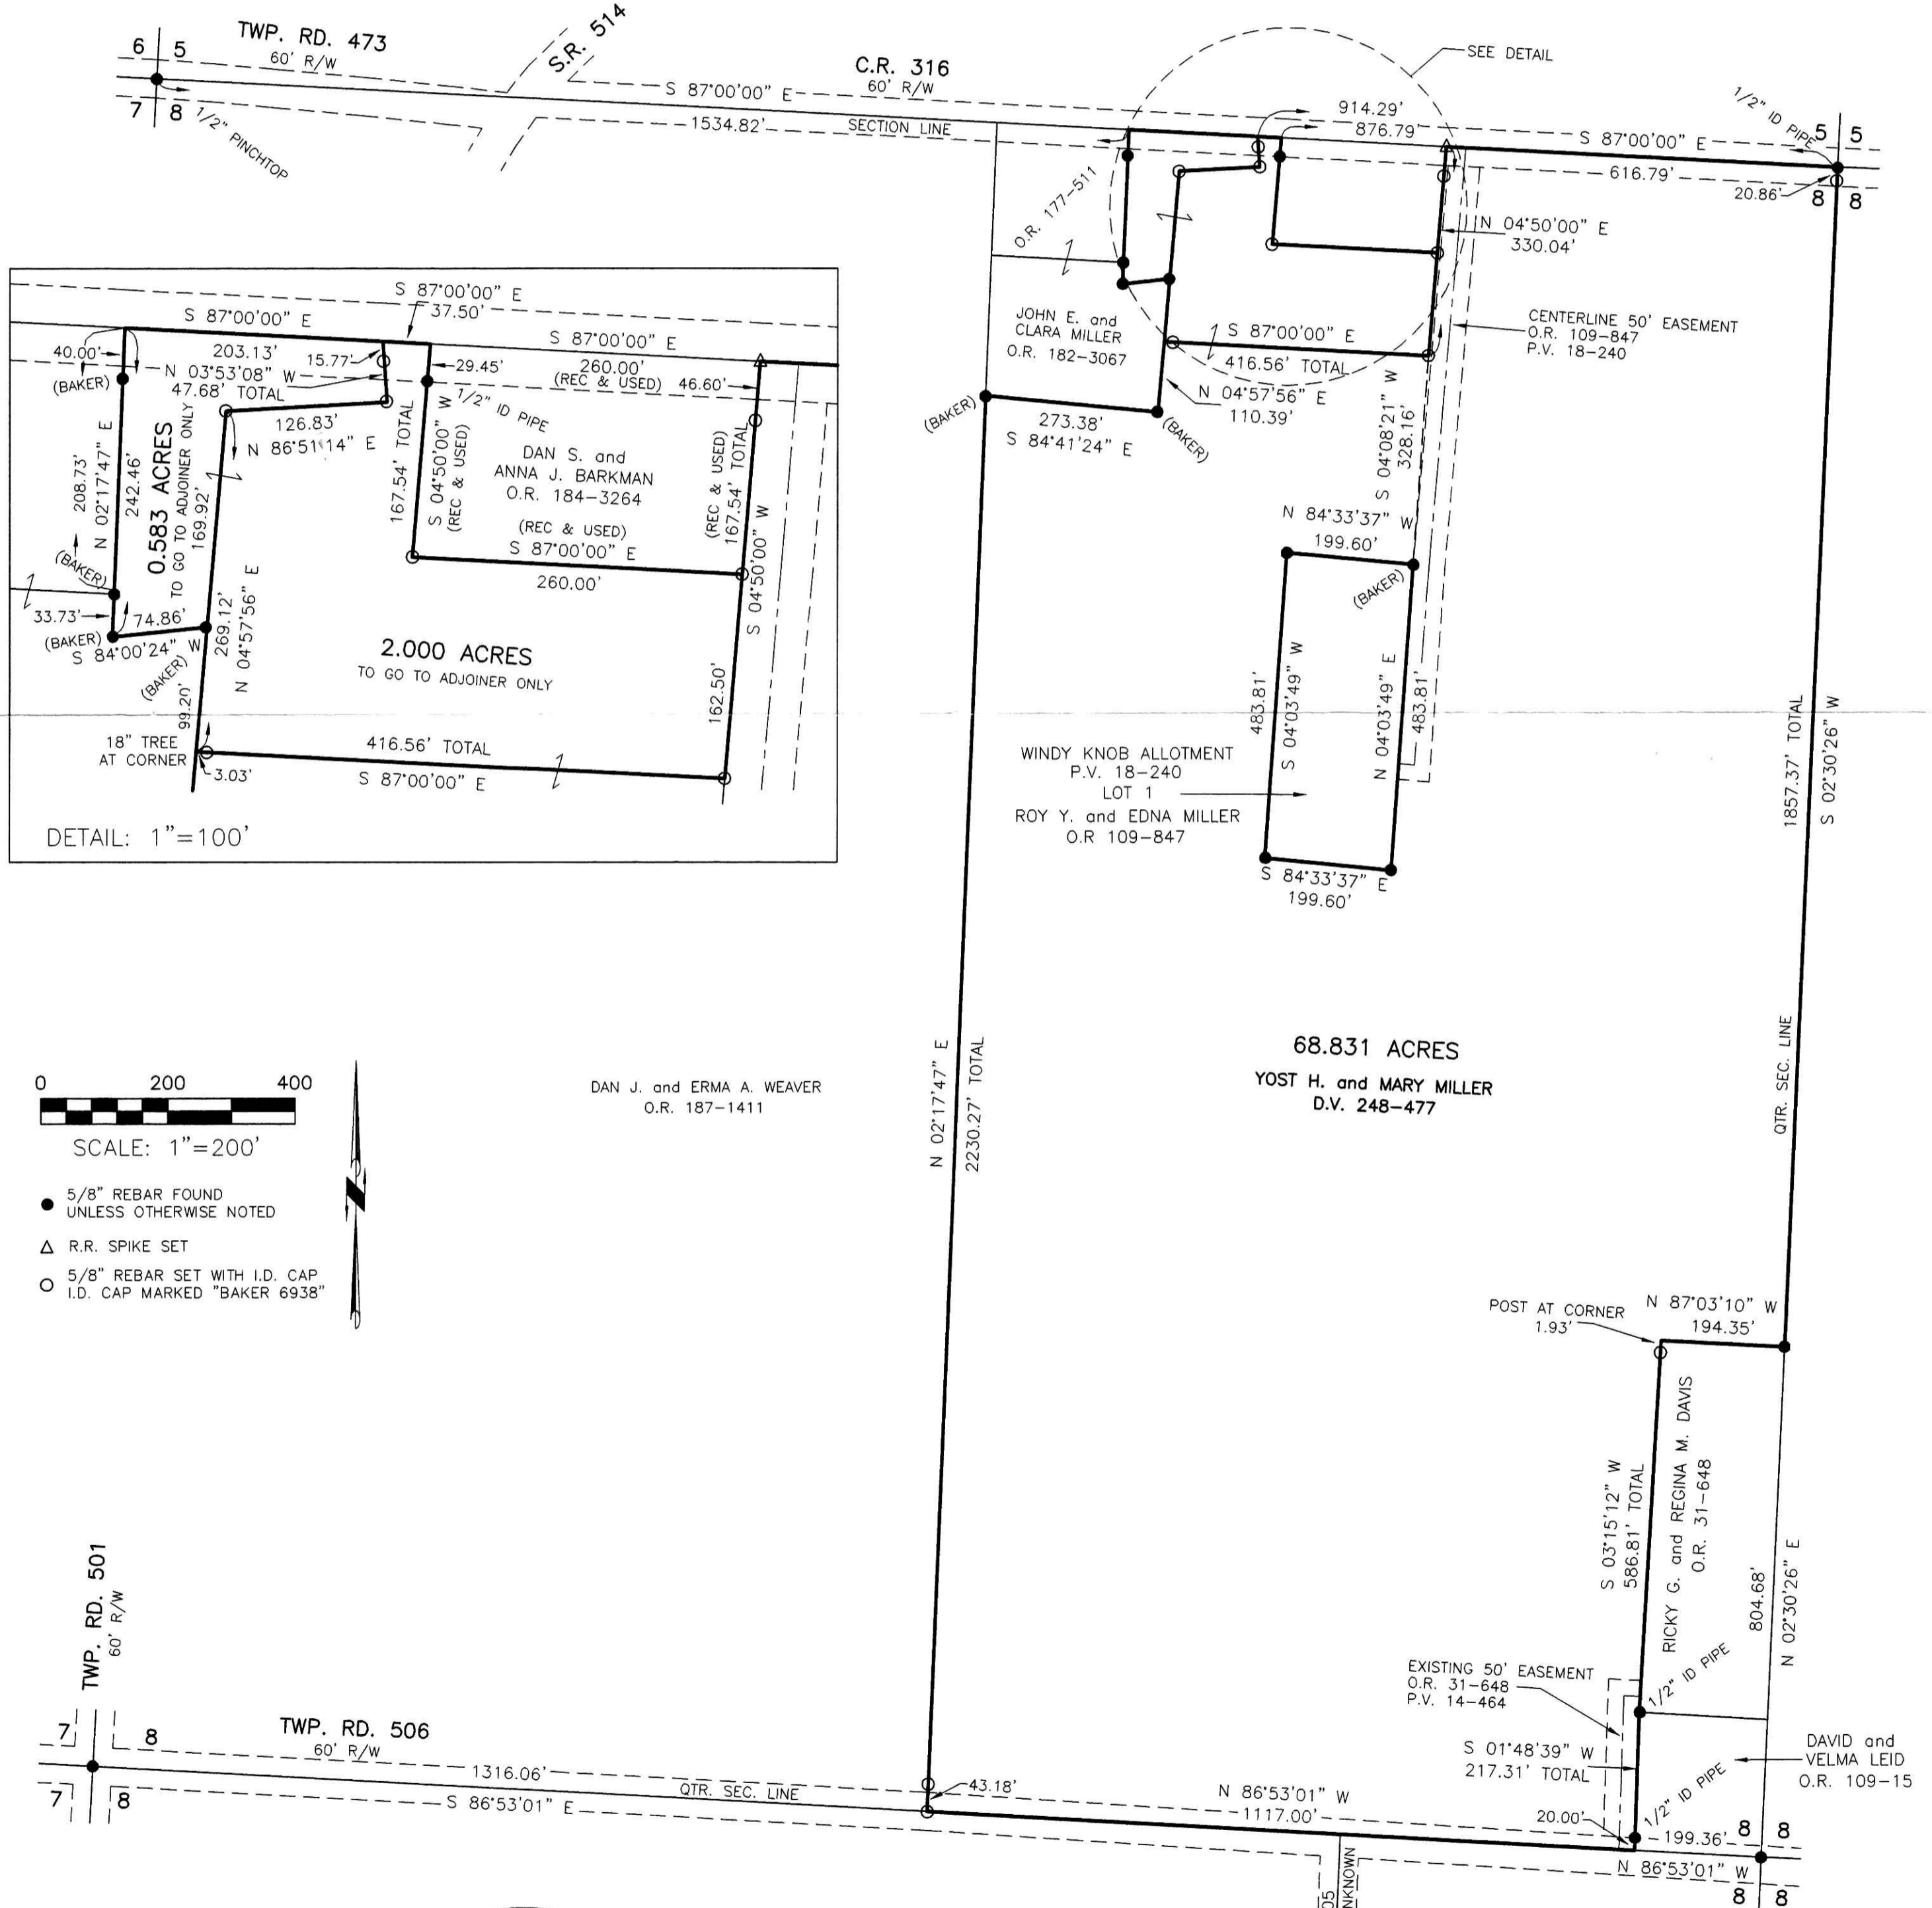 6 5
7 8
TWP. RD. 473
60' R/W
S.R. 514
1/2" PINCHTOP
C.R. 316
60' R/W
S 87°00'00" E
1534.82'
SECTION LINE
SEE DETAIL
914.29'
876.79'
S 87°00'00" E
616.79'
1/2" ID PIPE
5 5
8 8
20.86'
O.R. 177-511
N 04°50'00" E
330.04'
JOHN E. and
CLARA MILLER
O.R. 182-3067
S 87°00'00" E
416.56' TOTAL
CENTERLINE 50' EASEMENT
O.R. 109-847
P.V. 18-240
N 04°57'56" E
110.39'
(BAKER)
273.38'
S 84°41'24" E
(BAKER)
S 04°08'21" W
328.16'
N 84°33'37" W
199.60'
(BAKER)
483.81'
S 04°03'49" W
N 04°03'49" E
483.81'
WINDY KNOB ALLOTMENT
P.V. 18-240
LOT 1
ROY Y. and EDNA MILLER
O.R 109-847
S 84°33'37" E
199.60'
1857.37' TOTAL
S 02°30'26" W
QTR. SEC. LINE
S 87°00'00" E
37.50'
S 87°00'00" E
203.13'
S 87°00'00" E
260.00'
(REC & USED)
40.00'
(BAKER)
15.77'
N 03°53'08" W
47.68' TOTAL
29.45'
46.60'
1/2" ID PIPE
126.83'
N 86°51'14" E
208.73'
N 02°17'47" E
242.46'
0.583 ACRES
TO GO TO ADJOINER ONLY
169.92'
167.54' TOTAL
S 04°50'00" W
(REC & USED)
DAN S. and
ANNA J. BARKMAN
O.R. 184-3264
(REC & USED)
S 87°00'00" E
260.00'
(REC & USED)
167.54' TOTAL
S 04°50'00" W
(BAKER)
33.73'
74.86'
(BAKER)
S 84°00'24" W
(BAKER)
269.12'
N 04°57'56" E
99.20'
2.000 ACRES
TO GO TO ADJOINER ONLY
162.50'
18" TREE
AT CORNER
3.03'
416.56' TOTAL
S 87°00'00" E
DETAIL: 1"=100'
0 200 400
SCALE: 1"=200'
5/8" REBAR FOUND
UNLESS OTHERWISE NOTED
R.R. SPIKE SET
5/8" REBAR SET WITH I.D. CAP
I.D. CAP MARKED "BAKER 6938"
DAN J. and ERMA A. WEAVER
O.R. 187-1411
N 02°17'47" E
2230.27' TOTAL
68.831 ACRES
YOST H. and MARY MILLER
D.V. 248-477
POST AT CORNER
1.93'
N 87°03'10" W
194.35'
S 03°15'12" W
586.81' TOTAL
RICKY G. and REGINA M. DAVIS
O.R. 31-648
804.68'
N 02°30'26" E
EXISTING 50' EASEMENT
O.R. 31-648
P.V. 14-464
1/2" ID PIPE
S 01°48'39" W
217.31' TOTAL
1/2" ID PIPE
DAVID and
VELMA LEID
O.R. 109-15
TWP. RD. 501
60' R/W
7 8
7 8
TWP. RD. 506
60' R/W
1316.06'
QTR. SEC. LINE
S 86°53'01" E
43.18'
N 86°53'01" W
1117.00'
20.00'
199.36'
N 86°53'01" W
8 8
8 8
05
NKNOWN